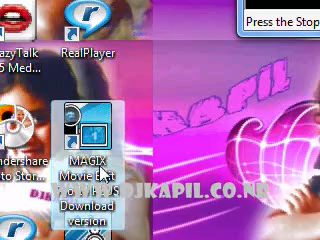 Press the Stop
azyTalk
5 Med...
RealPlayer
KAPIL
ndershare
to Stor...
MAGIX
Movie Edit
Download
version
DJKAPIL.CO.NR